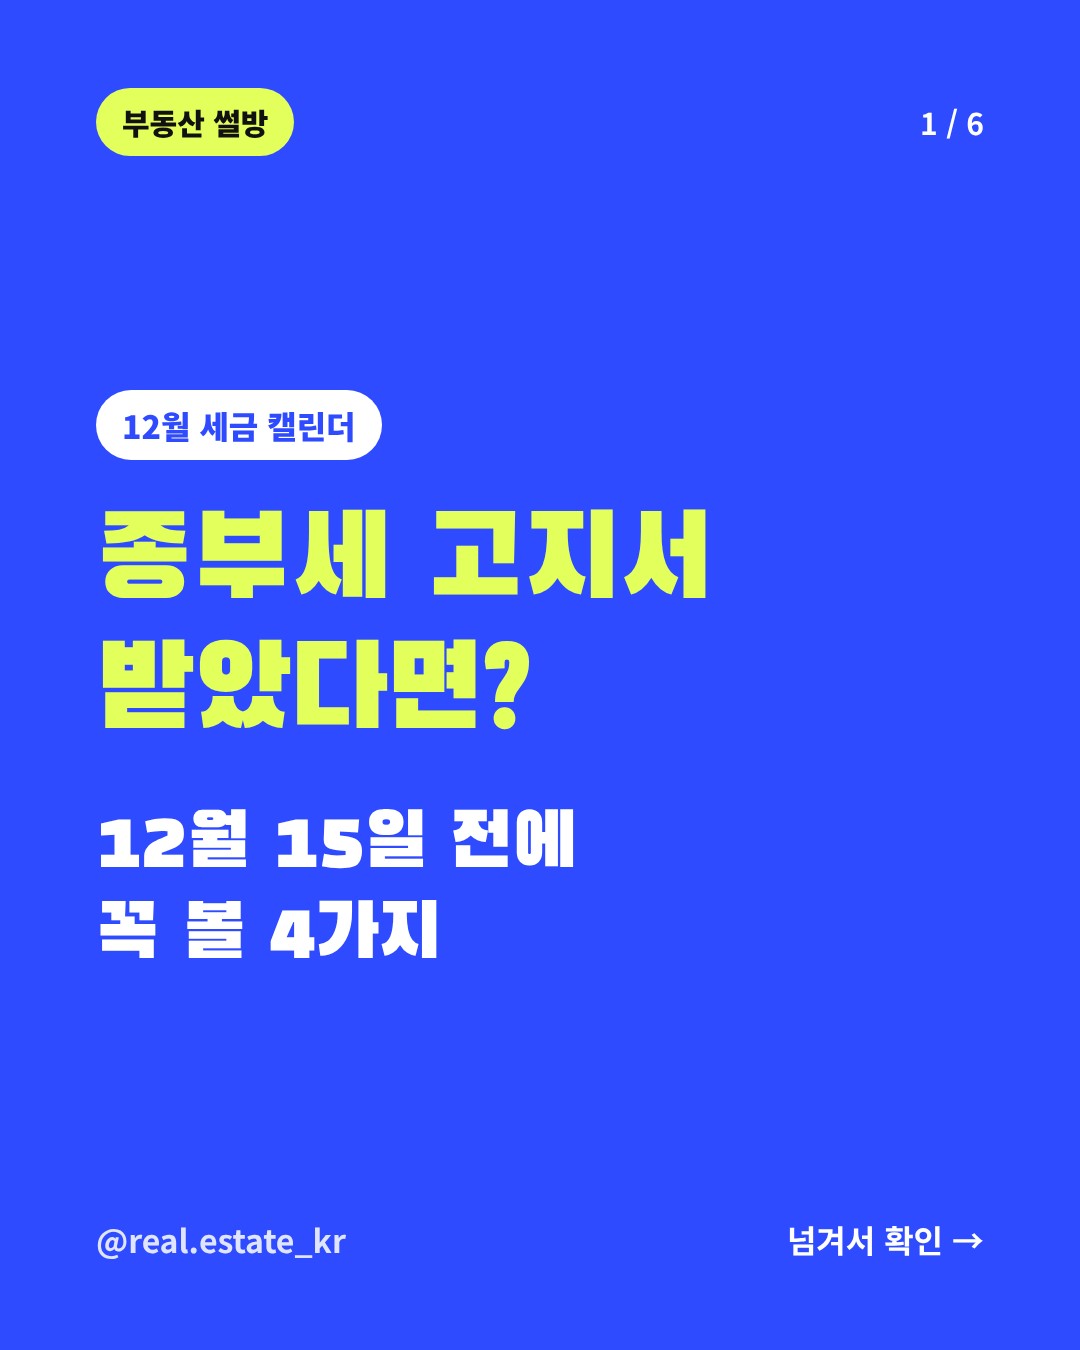 부동산 썰방
1 / 6
12월 세금 캘린더
종부세 고지서
받았다면?
12월 15일 전에
꼭 볼 4가지
@real.estate_kr
넘겨서 확인 →